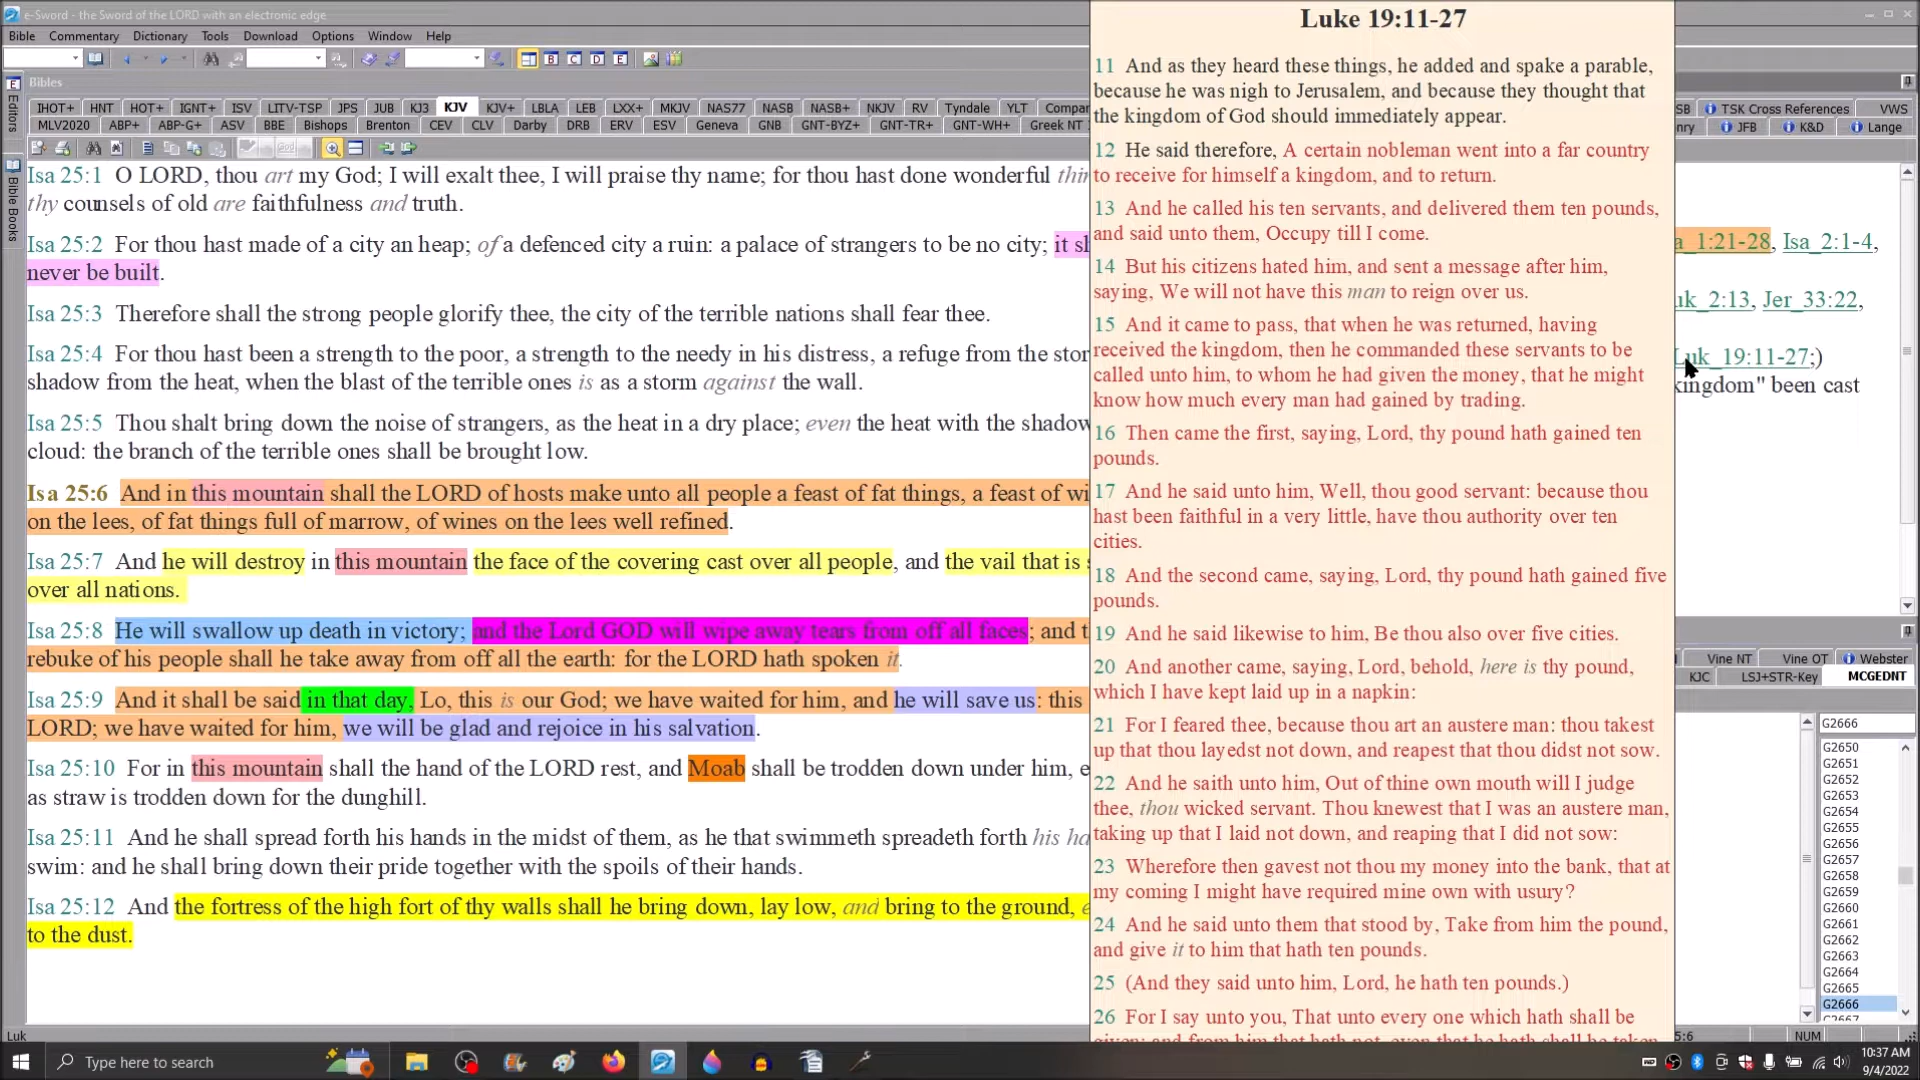 e-Sword - the Sword of the LORD with an electronic edge
Bible Commentary Dictionary Tools Download Options Window Help
Bibles
IHOT+ HNT HOT+ IGNT+ ISV LITV-TSP JPS JUB KJ3 KJV KJV+ LBLA LEB LXX+ MKJV NAS77 NASB NASB+ NKJV RV Tyndale YLT Compar
MLV2020 ABP+ ABP-G+ ASV BBE Bishops Brenton CEV CLV Darby DRB ERV ESV Geneva GNB GNT-BYZ+ GNT-TR+ GNT-WH+ Greek NT
Editors
Bible Books
Isa 25:1 O LORD, thou art my God; I will exalt thee, I will praise thy name; for thou hast done wonderful thin
thy counsels of old are faithfulness and truth.
Isa 25:2 For thou hast made of a city an heap; of a defenced city a ruin: a palace of strangers to be no city; it sh
never be built.
Isa 25:3 Therefore shall the strong people glorify thee, the city of the terrible nations shall fear thee.
Isa 25:4 For thou hast been a strength to the poor, a strength to the needy in his distress, a refuge from the stor
shadow from the heat, when the blast of the terrible ones is as a storm against the wall.
Isa 25:5 Thou shalt bring down the noise of strangers, as the heat in a dry place; even the heat with the shadow
cloud: the branch of the terrible ones shall be brought low.
Isa 25:6 And in this mountain shall the LORD of hosts make unto all people a feast of fat things, a feast of wi
on the lees, of fat things full of marrow, of wines on the lees well refined.
Isa 25:7 And he will destroy in this mountain the face of the covering cast over all people, and the vail that is s
over all nations.
Isa 25:8 He will swallow up death in victory; and the Lord GOD will wipe away tears from off all faces; and t
rebuke of his people shall he take away from off all the earth: for the LORD hath spoken it.
Isa 25:9 And it shall be said in that day, Lo, this is our God; we have waited for him, and he will save us: this
LORD; we have waited for him, we will be glad and rejoice in his salvation.
Isa 25:10 For in this mountain shall the hand of the LORD rest, and Moab shall be trodden down under him, e
as straw is trodden down for the dunghill.
Isa 25:11 And he shall spread forth his hands in the midst of them, as he that swimmeth spreadeth forth his ha
swim: and he shall bring down their pride together with the spoils of their hands.
Isa 25:12 And the fortress of the high fort of thy walls shall he bring down, lay low, and bring to the ground, e
to the dust.
Luke 19:11-27
11 And as they heard these things, he added and spake a parable,
because he was nigh to Jerusalem, and because they thought that
the kingdom of God should immediately appear.
12 He said therefore, A certain nobleman went into a far country
to receive for himself a kingdom, and to return.
13 And he called his ten servants, and delivered them ten pounds,
and said unto them, Occupy till I come.
14 But his citizens hated him, and sent a message after him,
saying, We will not have this man to reign over us.
15 And it came to pass, that when he was returned, having
received the kingdom, then he commanded these servants to be
called unto him, to whom he had given the money, that he might
know how much every man had gained by trading.
16 Then came the first, saying, Lord, thy pound hath gained ten
pounds.
17 And he said unto him, Well, thou good servant: because thou
hast been faithful in a very little, have thou authority over ten
cities.
18 And the second came, saying, Lord, thy pound hath gained five
pounds.
19 And he said likewise to him, Be thou also over five cities.
20 And another came, saying, Lord, behold, here is thy pound,
which I have kept laid up in a napkin:
21 For I feared thee, because thou art an austere man: thou takest
up that thou layedst not down, and reapest that thou didst not sow.
22 And he saith unto him, Out of thine own mouth will I judge
thee, thou wicked servant. Thou knewest that I was an austere man,
taking up that I laid not down, and reaping that I did not sow:
23 Wherefore then gavest not thou my money into the bank, that at
my coming I might have required mine own with usury?
24 And he said unto them that stood by, Take from him the pound,
and give it to him that hath ten pounds.
25 (And they said unto him, Lord, he hath ten pounds.)
26 For I say unto you, That unto every one which hath shall be
given; and from him that hath not, even that he hath shall be taken
SB TSK Cross References VWS
nry JFB K&D Lange
a_1:21-28, Isa_2:1-4,
uk_2:13, Jer_33:22,
Luk_19:11-27;)
kingdom" been cast
Vine NT Vine OT Webster
KJC LSJ+STR-Key MCGEDNT
G2666
G2650
G2651
G2652
G2653
G2654
G2655
G2656
G2657
G2658
G2659
G2660
G2661
G2662
G2663
G2664
G2665
G2666
G2667
Luk
5:6 NUM
Type here to search
10:37 AM
9/4/2022